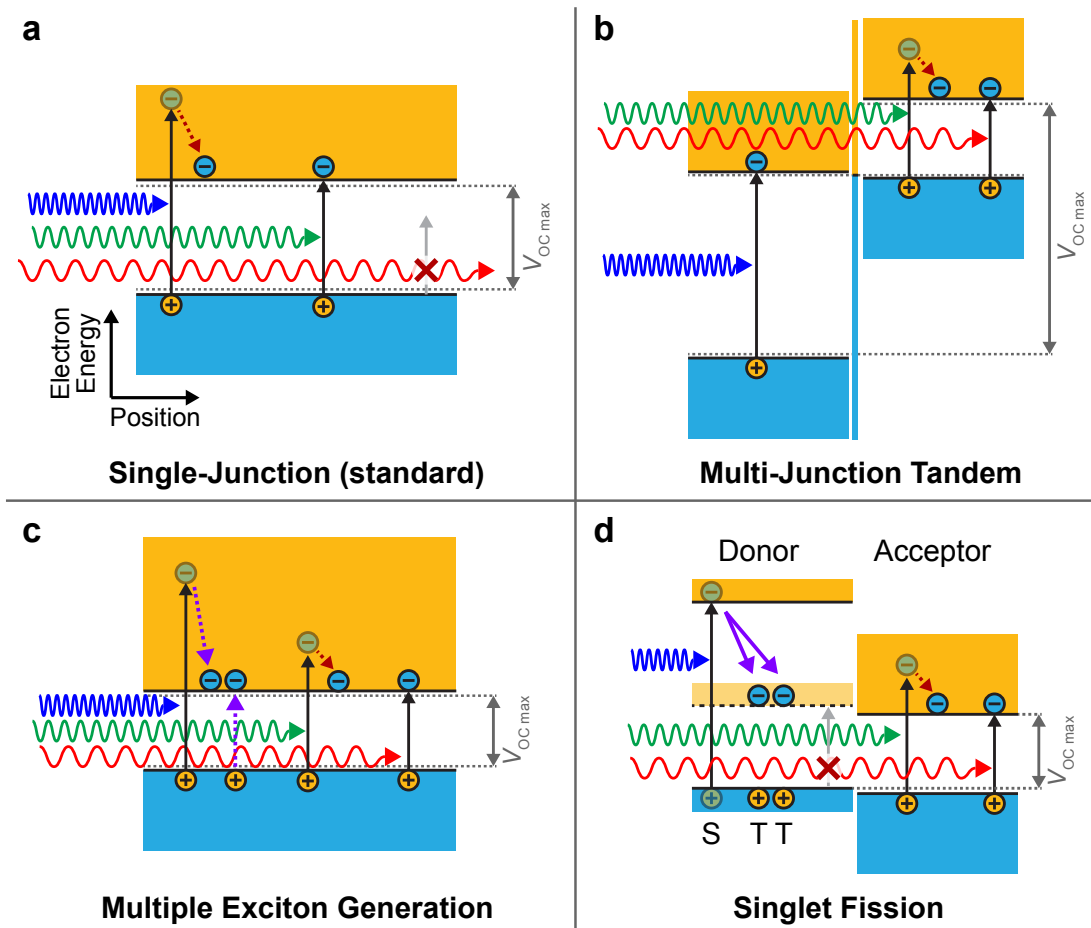 a
V OC max
Electron
Energy
Position
Single-Junction (standard)
b
V OC max
Multi-Junction Tandem
c
V OC max
Multiple Exciton Generation
d
Donor
Acceptor
V OC max
S
T T
Singlet Fission